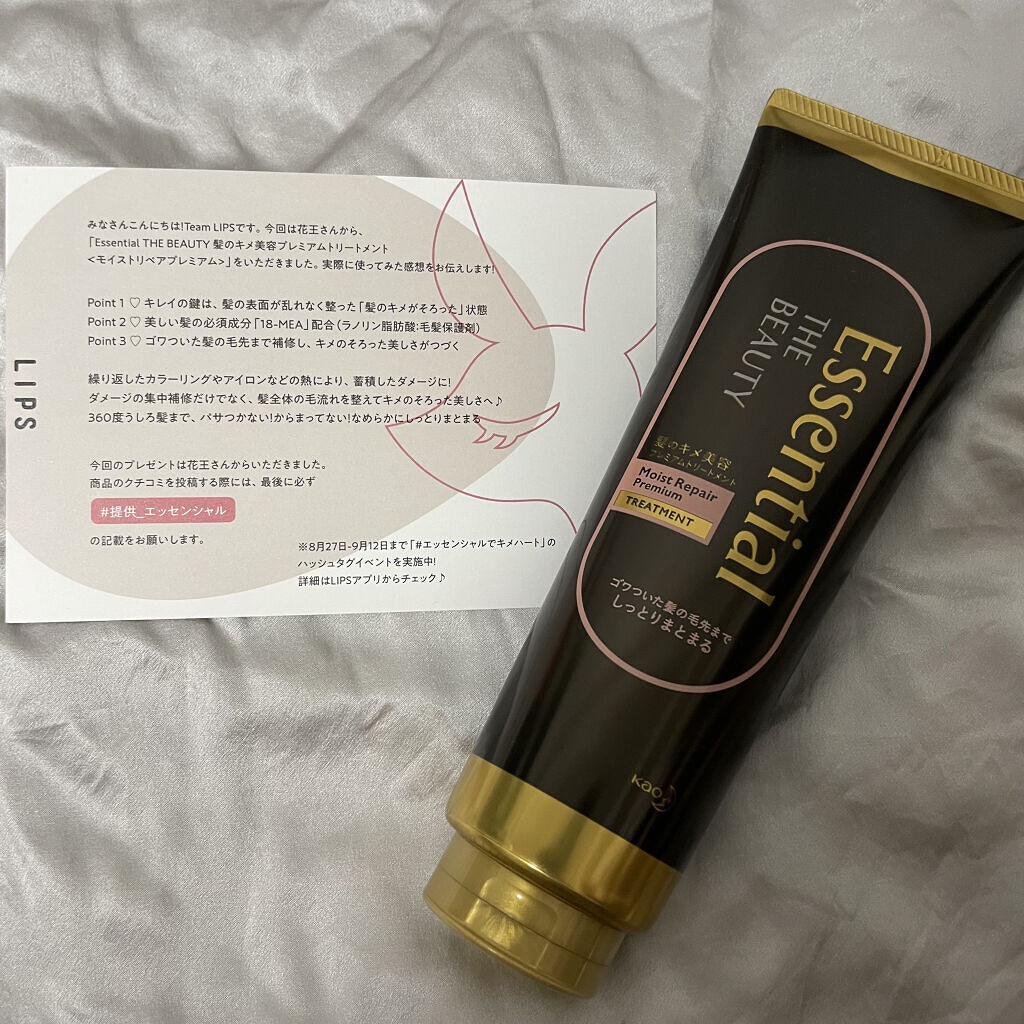 みなさんこんにちは!Team LIPSです。今回は花王さんから、
「Essential THE BEAUTY 髪のキメ美容プレミアムトリートメント
<モイストリペアプレミアム>」をいただきました。実際に使ってみた感想をお伝えします!
Point 1 ♡ キレイの鍵は、髪の表面が乱れなく整った「髪のキメがそろった」状態
Point 2 ♡ 美しい髪の必須成分「18-MEA」配合(ラノリン脂肪酸:毛髪保護剤)
Point 3 ♡ ゴワついた髪の毛先まで補修し、キメのそろった美しさがつづく
繰り返したカラーリングやアイロンなどの熱により、蓄積したダメージに!
ダメージの集中補修だけでなく、髪全体の毛流れを整えてキメのそろった美しさへ♪
360度うしろ髪まで、パサつかない!からまってない!なめらかにしっとりまとまる
今回のプレゼントは花王さんからいただきました。
商品のクチコミを投稿する際には、最後に必ず
#提供_エッセンシャル
の記載をお願いします。
※8月27日-9月12日まで「#エッセンシャルでキメハート」の
ハッシュタグイベントを実施中!
詳細はLIPSアプリからチェック♪
LIPS
Essential
THE
BEAUTY
髪のキメ美容
プレミアムトリートメント
Moist Repair
Premium
TREATMENT
ゴワついた髪の毛先まで
しっとりまとまる
Kao